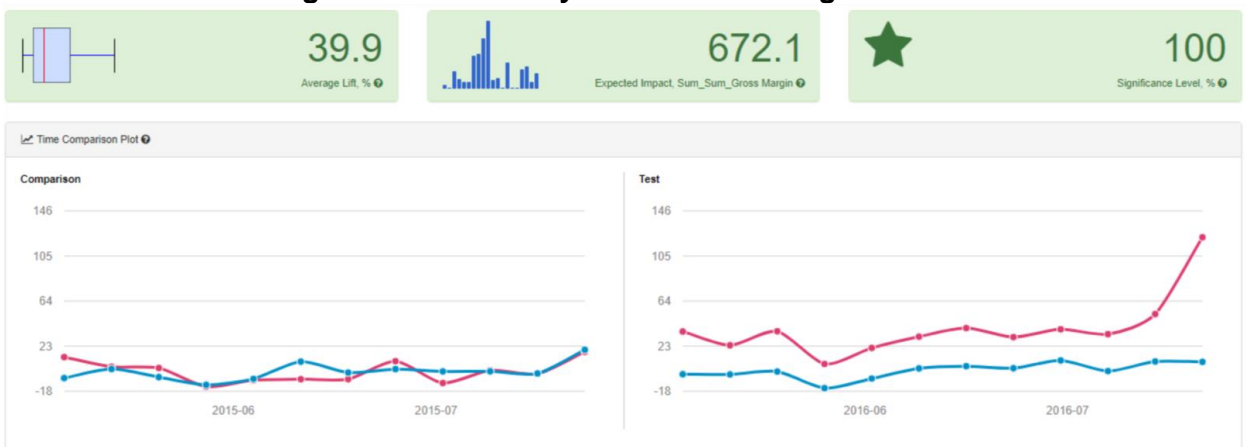 39.9
Average Lift, %
672.1
Expected Impact, Sum_Sum_Gross Margin
100
Significance Level, %
Time Comparison Plot
Comparison
146
105
64
23
-18
2015-06 2015-07
Test
146
105
64
23
-18
2016-06 2016-07